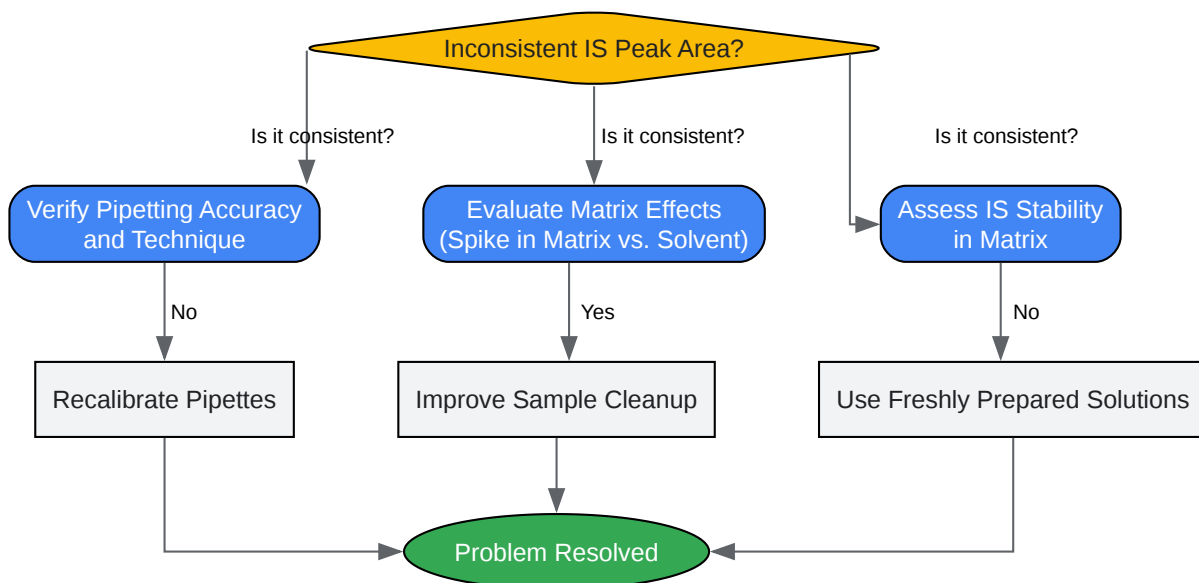 Inconsistent IS Peak Area?
Is it consistent?
Is it consistent?
Is it consistent?
Verify Pipetting Accuracy
and Technique
Evaluate Matrix Effects
(Spike in Matrix vs. Solvent)
Assess IS Stability
in Matrix
No
Yes
No
Recalibrate Pipettes
Improve Sample Cleanup
Use Freshly Prepared Solutions
Problem Resolved